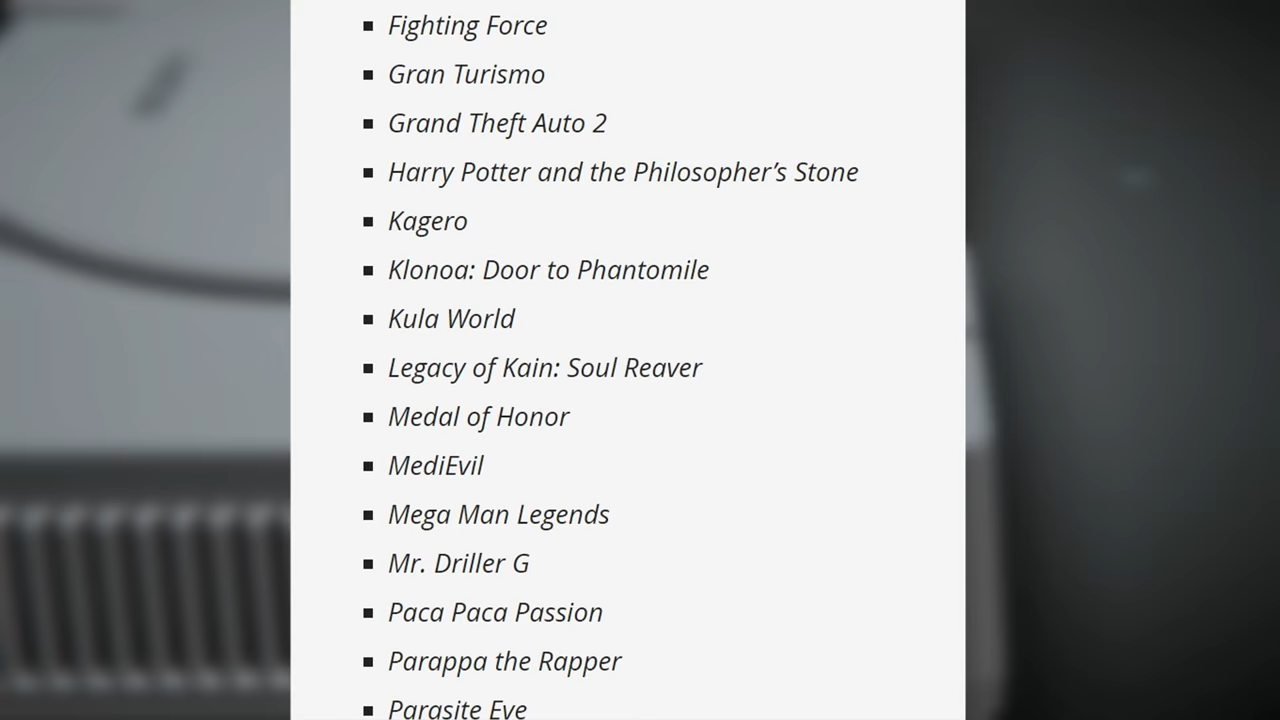 Fighting Force
Gran Turismo
Grand Theft Auto 2
Harry Potter and the Philosopher’s Stone
Kagero
Klonoa: Door to Phantomile
Kula World
Legacy of Kain: Soul Reaver
Medal of Honor
MediEvil
Mega Man Legends
Mr. Driller G
Paca Paca Passion
Parappa the Rapper
Parasite Eve